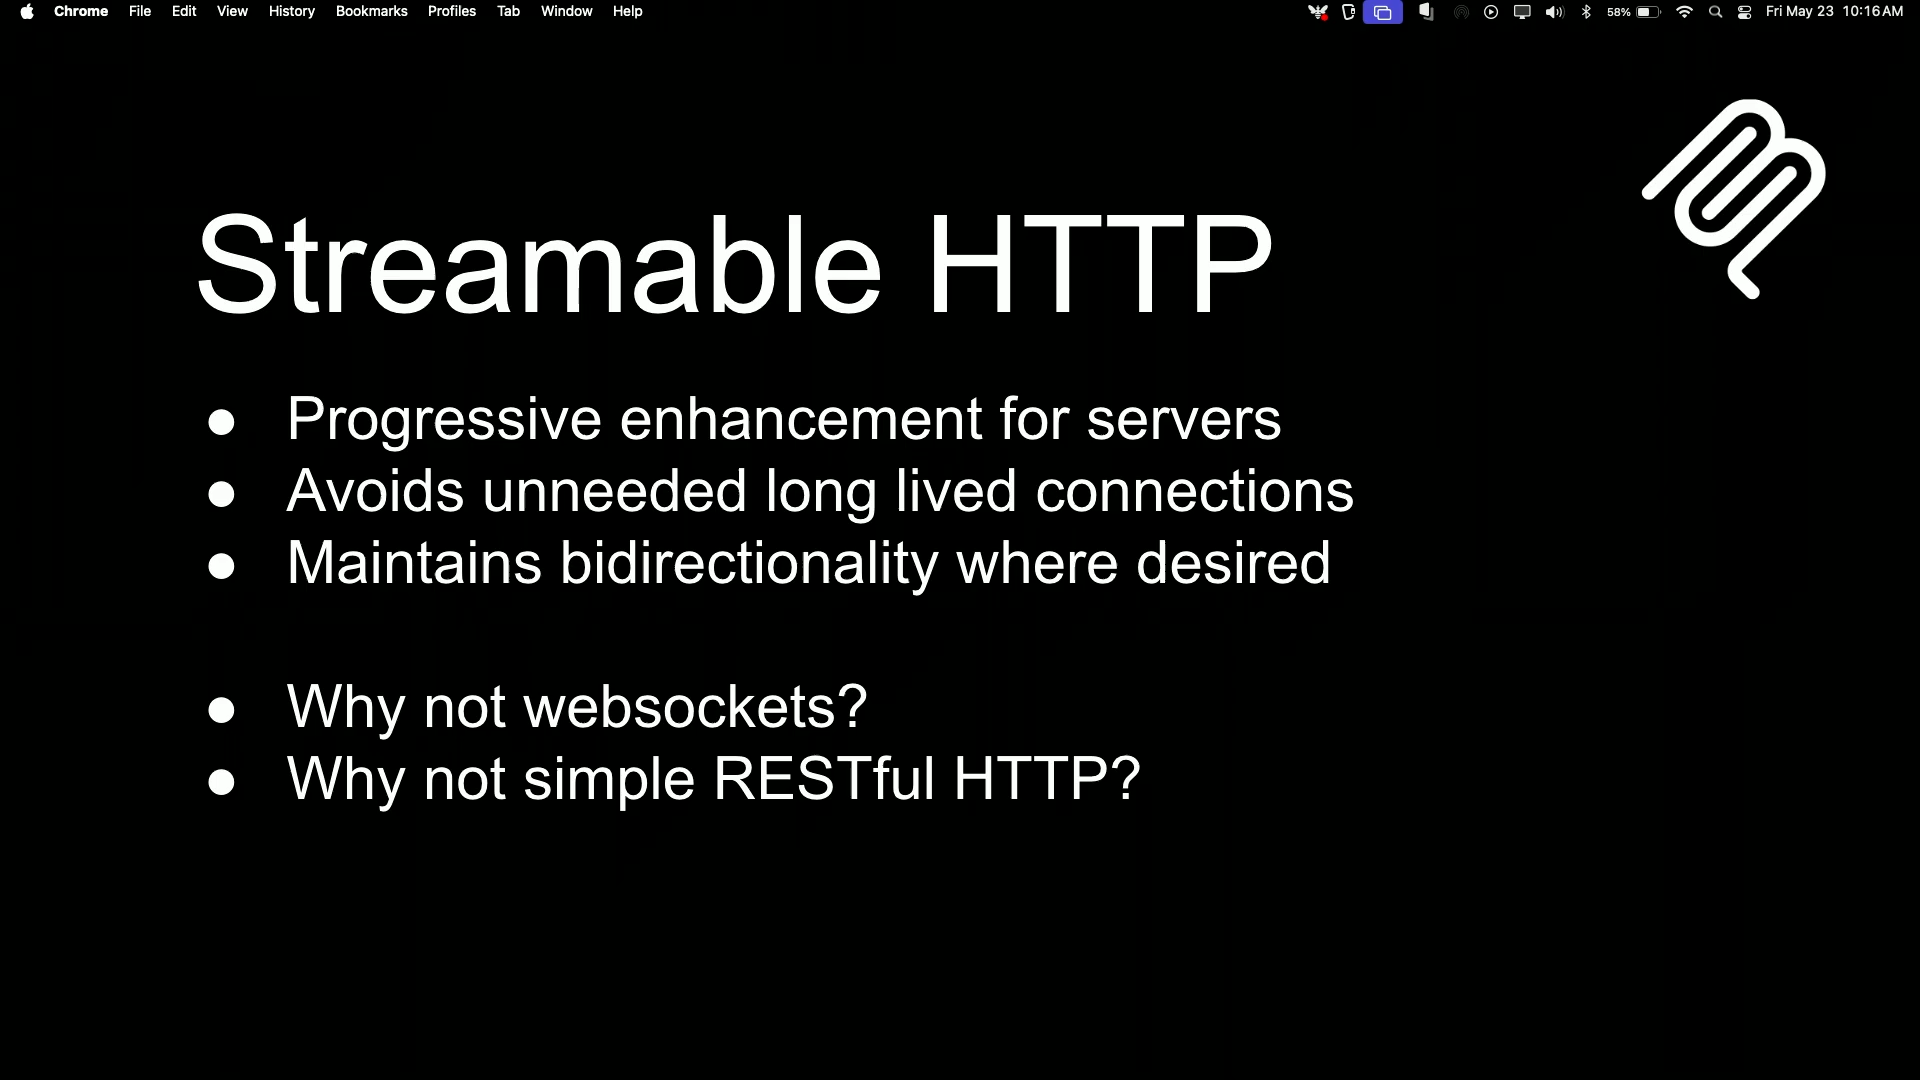 Chrome File Edit View History Bookmarks Profiles Tab Window Help 58% Fri May 23 10:16 AM
Streamable HTTP
● Progressive enhancement for servers
● Avoids unneeded long lived connections
● Maintains bidirectionality where desired
● Why not websockets?
● Why not simple RESTful HTTP?